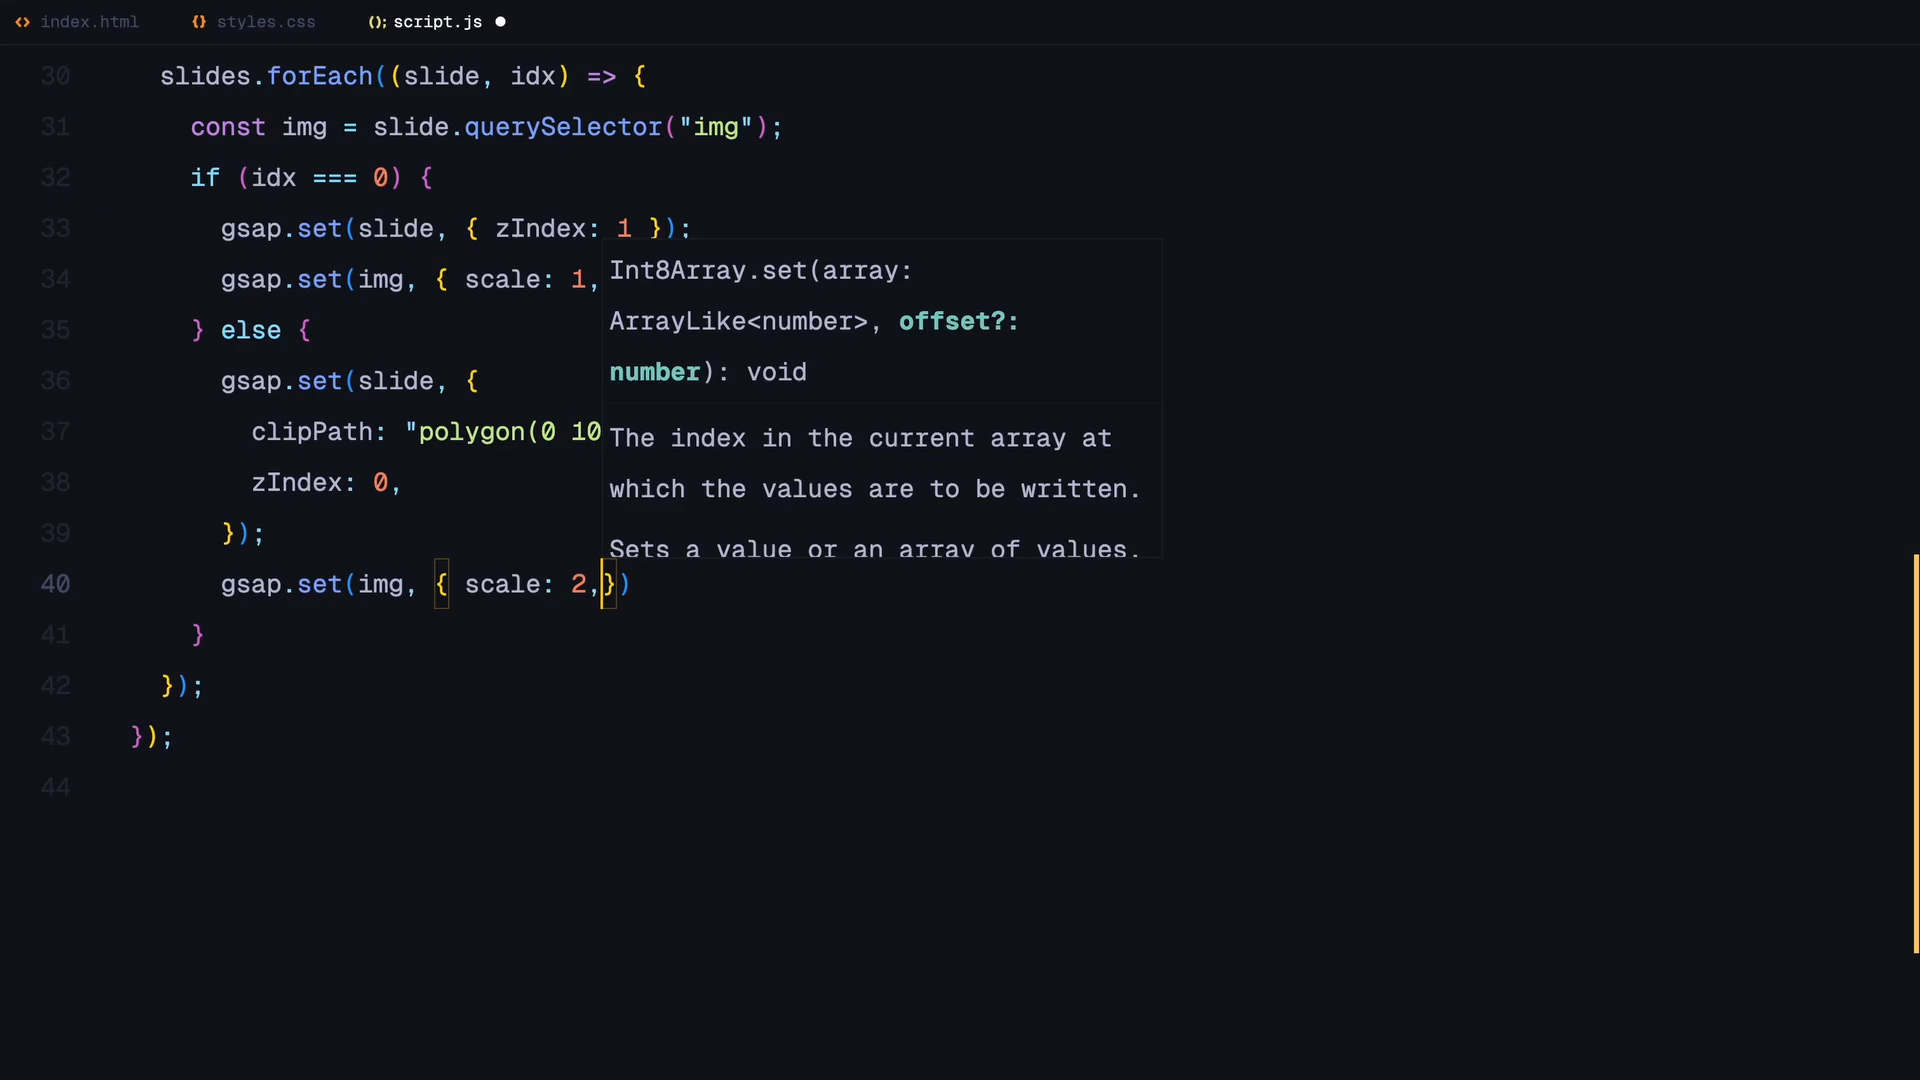 index.html styles.css script.js
30 slides.forEach((slide, idx) => {
31 const img = slide.querySelector("img");
32 if (idx === 0) {
33 gsap.set(slide, { zIndex: 1 });
34 gsap.set(img, { scale: 1,
35 } else {
36 gsap.set(slide, {
37 clipPath: "polygon(0 10
38 zIndex: 0,
39 });
40 gsap.set(img, { scale: 2,})
41 }
42 });
43 });
44
Int8Array.set(array:
ArrayLike<number>, offset?:
number): void
The index in the current array at
which the values are to be written.
Sets a value or an array of values.